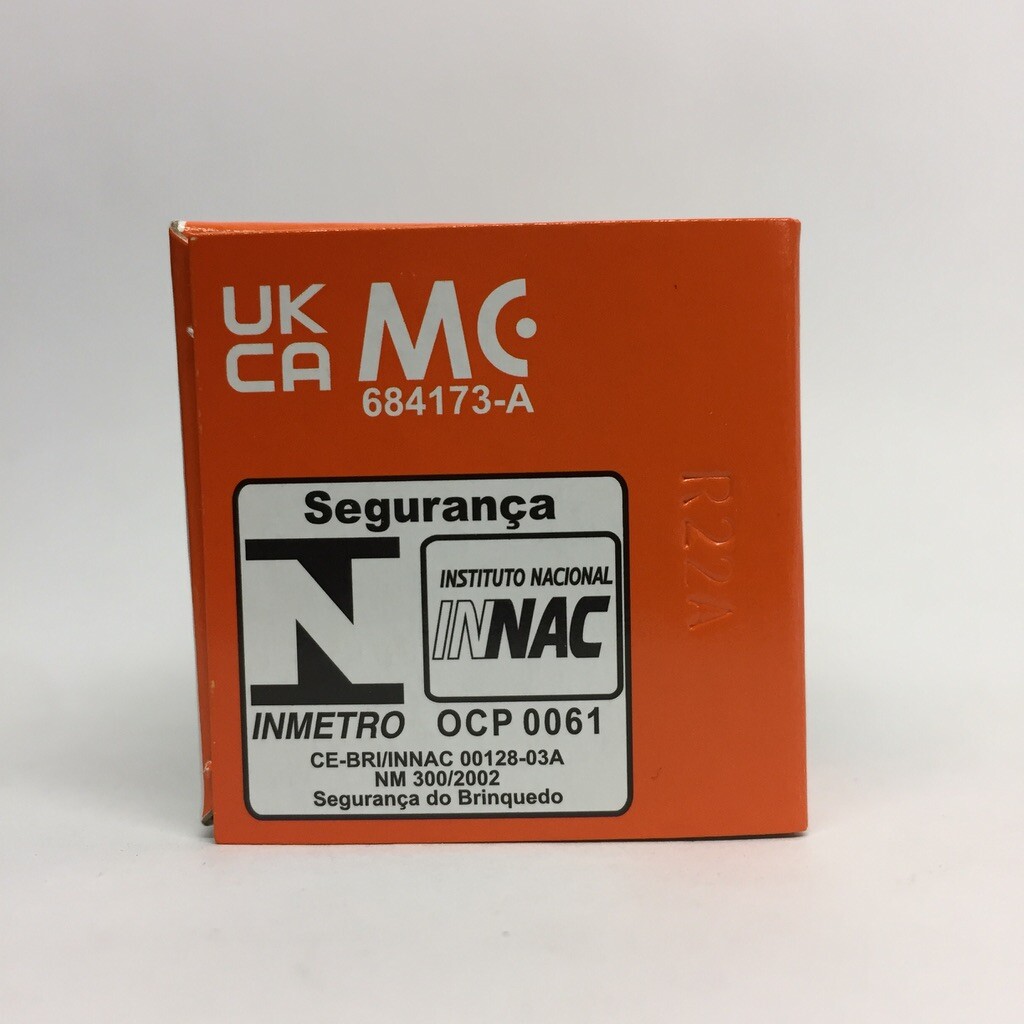 UK
CA
MC
684173-A
Segurança
INSTITUTO NACIONAL
INNAC
INMETRO
OCP 0061
CE-BRI/INNAC 00128-03A
NM 300/2002
Segurança do Brinquedo
R22A